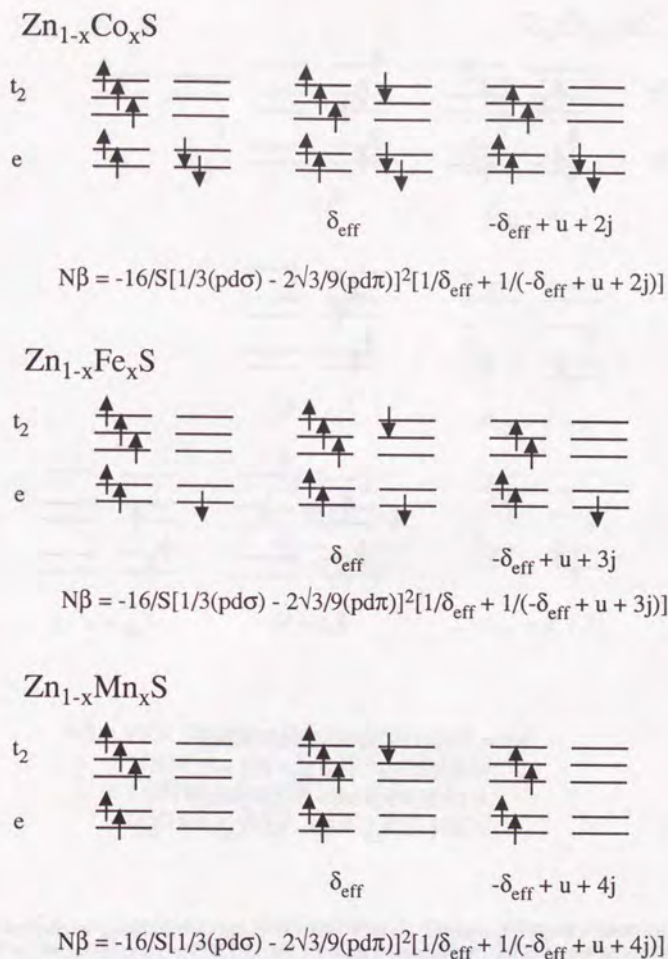 Zn1-xCoxS
t2
e
δeff -δeff + u + 2j
Nβ = -16/S[1/3(pdσ) - 2√3/9(pdπ)]²[1/δeff + 1/(-δeff + u + 2j)]
Zn1-xFexS
t2
e
δeff -δeff + u + 3j
Nβ = -16/S[1/3(pdσ) - 2√3/9(pdπ)]²[1/δeff + 1/(-δeff + u + 3j)]
Zn1-xMnxS
t2
e
δeff -δeff + u + 4j
Nβ = -16/S[1/3(pdσ) - 2√3/9(pdπ)]²[1/δeff + 1/(-δeff + u + 4j)]